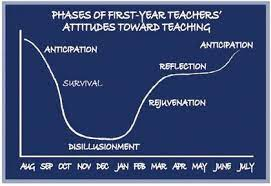 PHASES OF FIRST-YEAR TEACHERS'
ATTITUDES TOWARD TEACHING
ANTICIPATION
ANTICIPATION
SURVIVAL
REFLECTION
REJUVENATION
DISILLUSIONMENT
AUG SEP OCT NOV DEC JAN FEB MAR APR MAY JUNE JULY